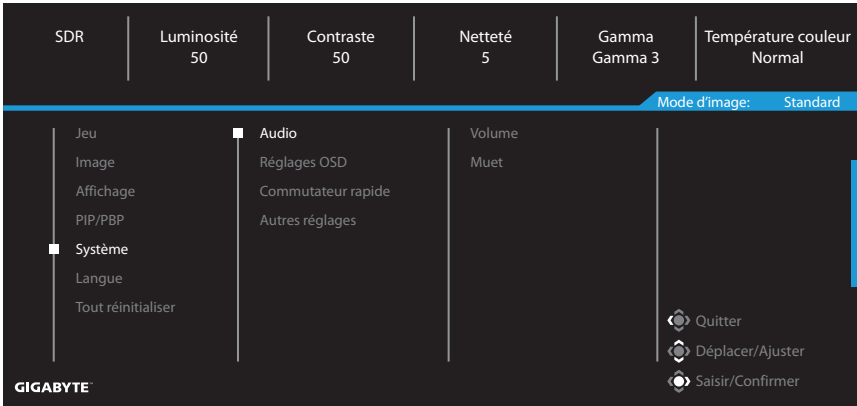 SDR
Luminosité
50
Contraste
50
Netteté
5
Gamma
Gamma 3
Température couleur
Normal
Mode d’image: Standard
Jeu
Image
Affichage
PIP/PBP
Système
Langue
Tout réinitialiser
Audio
Réglages OSD
Commutateur rapide
Autres réglages
Volume
Muet
Quitter
Déplacer/Ajuster
Saisir/Confirmer
GIGABYTE™